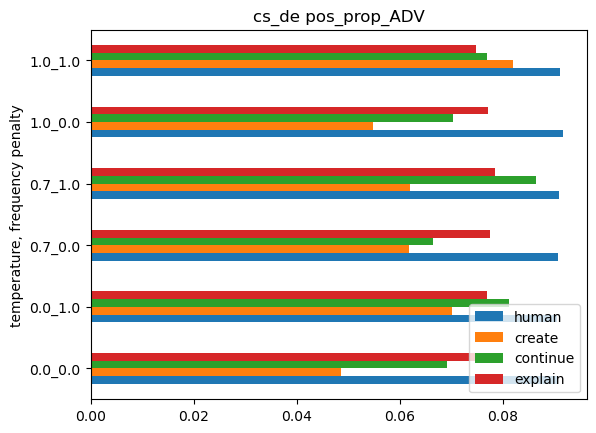 cs_de pos_prop_ADV
temperature, frequency penalty
1.0_1.0
1.0_0.0
0.7_1.0
0.7_0.0
0.0_1.0
0.0_0.0
human
create
continue
explain
0.00 0.02 0.04 0.06 0.08